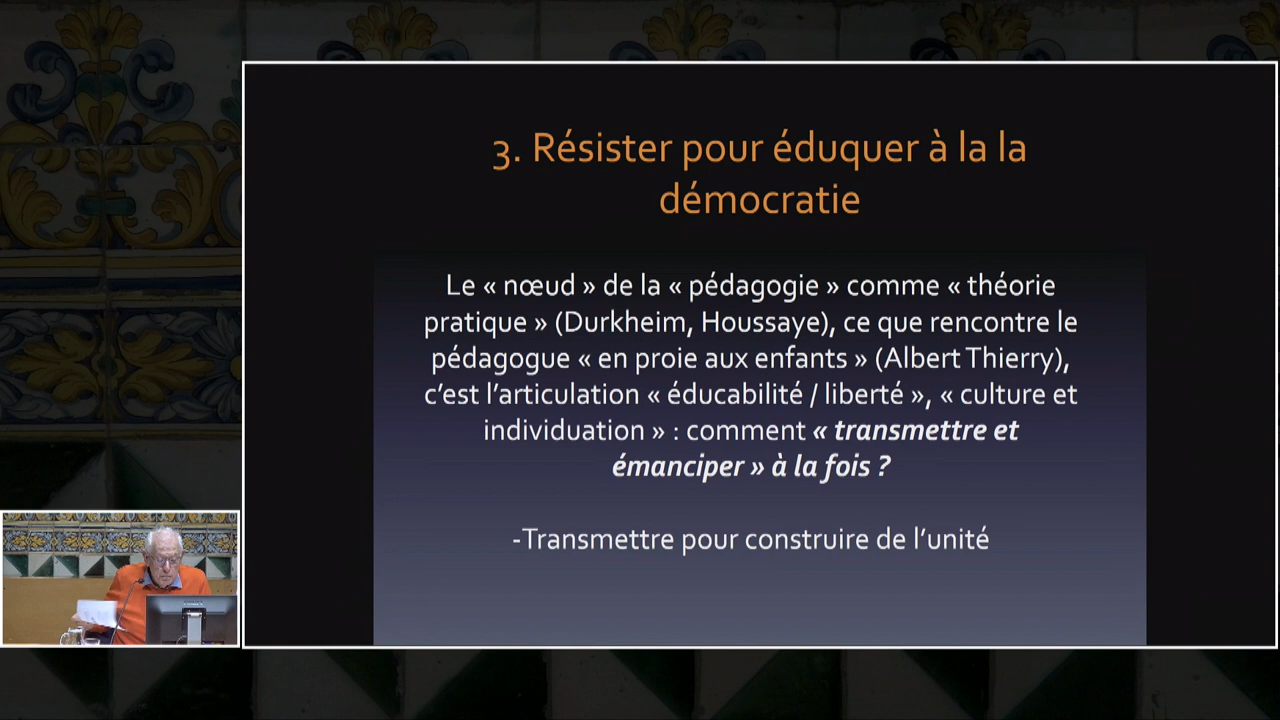 3. Résister pour éduquer à la la
démocratie
Le « nœud » de la « pédagogie » comme « théorie
pratique » (Durkheim, Houssaye), ce que rencontre le
pédagogue « en proie aux enfants » (Albert Thierry),
c’est l’articulation « éducabilité / liberté », « culture et
individuation » : comment « transmettre et
émanciper » à la fois ?
-Transmettre pour construire de l’unité